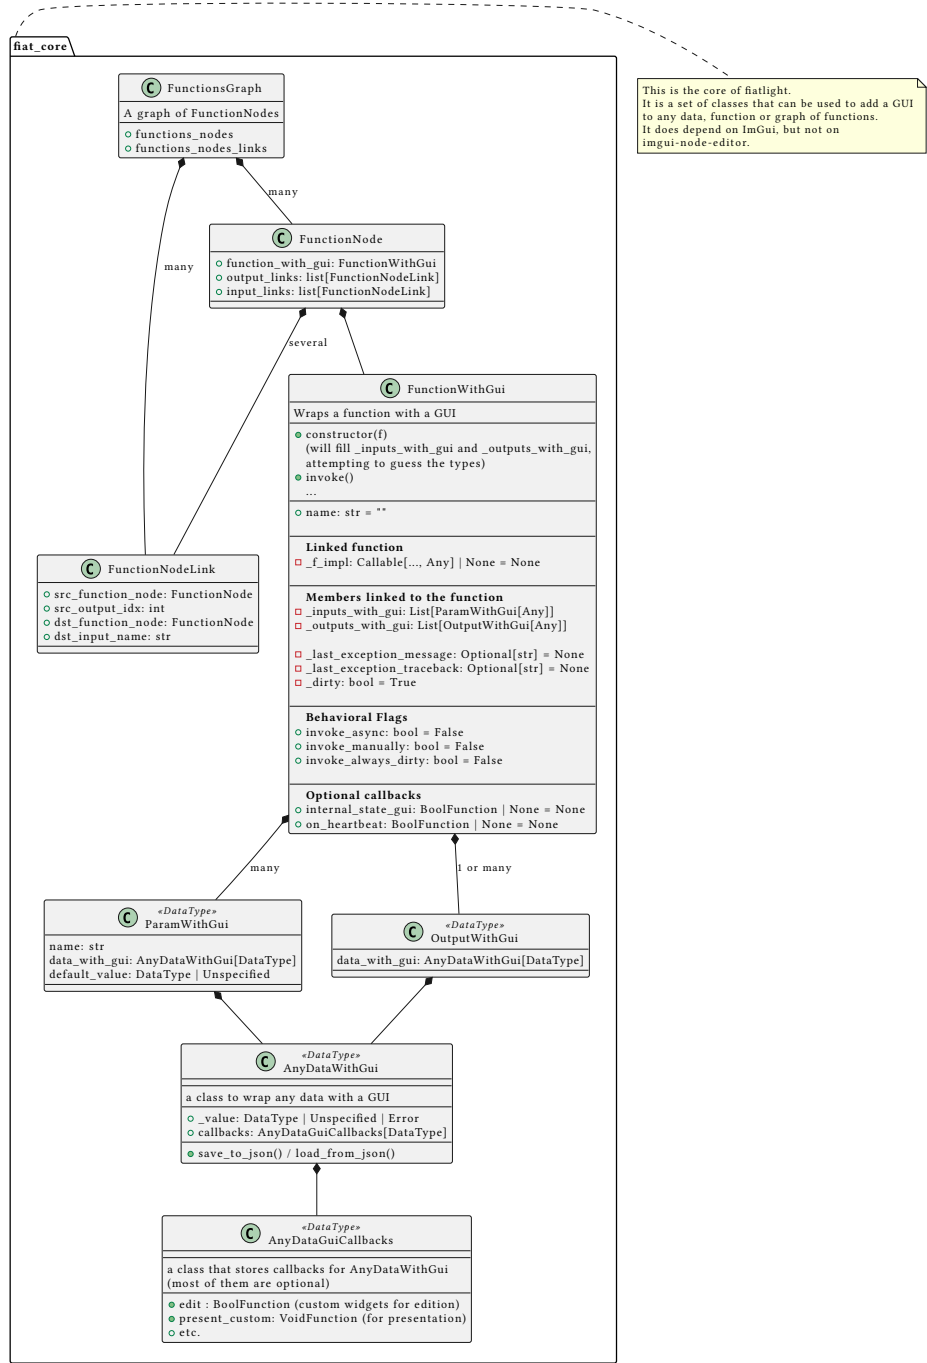 fiat_core
This is the core of fiatlight.
It is a set of classes that can be used to add a GUI
to any data, function or graph of functions.
It does depend on ImGui, but not on
imgui-node-editor.
C FunctionsGraph
A graph of FunctionNodes
functions_nodes
functions_nodes_links
many
many
C FunctionNode
function_with_gui: FunctionWithGui
output_links: list[FunctionNodeLink]
input_links: list[FunctionNodeLink]
several
C FunctionWithGui
Wraps a function with a GUI
constructor(f)
(will fill _inputs_with_gui and _outputs_with_gui,
attempting to guess the types)
invoke()
...
name: str = ""
Linked function
_f_impl: Callable[..., Any] | None = None
Members linked to the function
_inputs_with_gui: List[ParamWithGui[Any]]
_outputs_with_gui: List[OutputWithGui[Any]]
_last_exception_message: Optional[str] = None
_last_exception_traceback: Optional[str] = None
_dirty: bool = True
Behavioral Flags
invoke_async: bool = False
invoke_manually: bool = False
invoke_always_dirty: bool = False
Optional callbacks
internal_state_gui: BoolFunction | None = None
on_heartbeat: BoolFunction | None = None
C FunctionNodeLink
src_function_node: FunctionNode
src_output_idx: int
dst_function_node: FunctionNode
dst_input_name: str
many
1 or many
«DataType»
C ParamWithGui
name: str
data_with_gui: AnyDataWithGui[DataType]
default_value: DataType | Unspecified
«DataType»
C OutputWithGui
data_with_gui: AnyDataWithGui[DataType]
«DataType»
C AnyDataWithGui
a class to wrap any data with a GUI
_value: DataType | Unspecified | Error
callbacks: AnyDataGuiCallbacks[DataType]
save_to_json() / load_from_json()
«DataType»
C AnyDataGuiCallbacks
a class that stores callbacks for AnyDataWithGui
(most of them are optional)
edit : BoolFunction (custom widgets for edition)
present_custom: VoidFunction (for presentation)
etc.